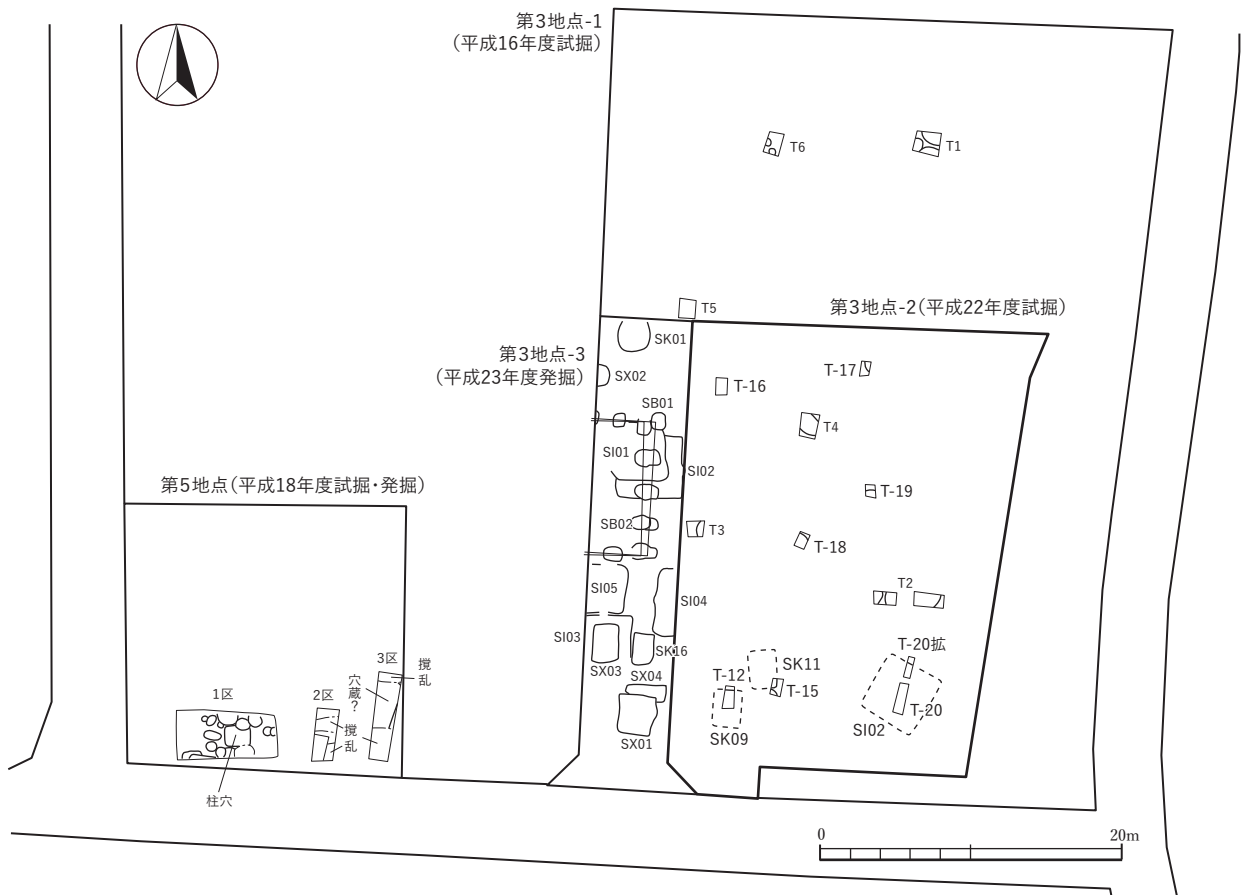 第3地点-1
(平成16年度試掘)
T6
T1
T5
第3地点-2(平成22年度試掘)
SK01
第3地点-3
(平成23年度発掘)
SX02
T-16
T-17
SB01
T4
SI01
SI02
第5地点(平成18年度試掘・発掘)
T-19
SB02
T3
T-18
T2
SI05
SI04
SI03
SK16
T-20拡
SK11
3区
撹乱
SX03
SX04
T-12
T-15
穴蔵?
1区
2区
T-20
撹乱
SI02
SX01
SK09
柱穴
0
20m